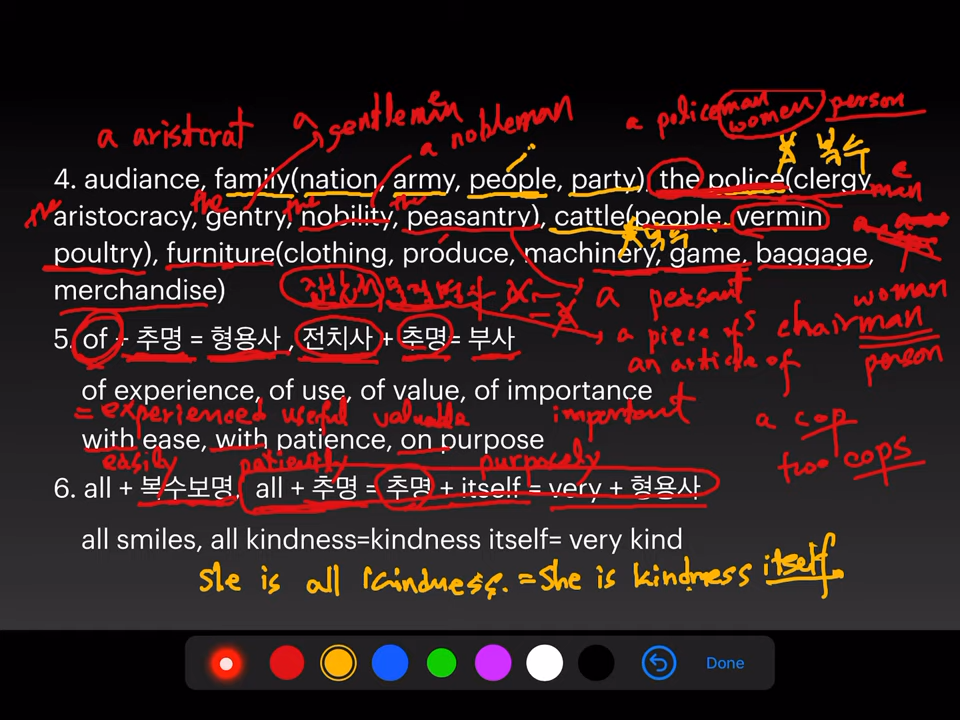 a aristcrat
a gentleman
a nobleman
a policeman women person
복수
4. audiance, family(nation, army, people, party), the police(clergy,
man
the aristocracy, the gentry, the nobility, the peasantry), cattle(people, vermin
poultry), furniture(clothing, produce, machinery, game, baggage,
merchandise)
a peasant
woman
a piece of
chairman
person
5. of + 추명 = 형용사 , 전치사 + 추명= 부사
an article of
of experience, of use, of value, of importance
= experienced useful valuable important
a cop
with ease, with patience, on purpose
easily patiently purposely
two cops
6. all + 복수보명, all + 추명 = 추명 + itself = very + 형용사
all smiles, all kindness=kindness itself= very kind
She is all kindness. = She is kindness itself.
Done